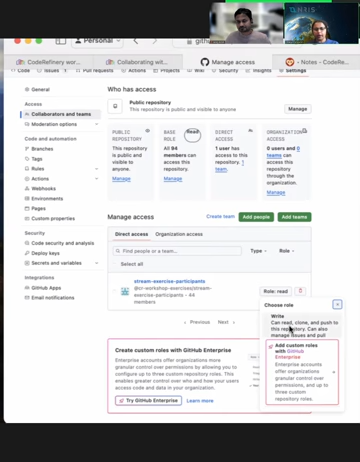 Personal
githu
CodeRefinery wor...
Collaborating wit...
Manage access
- Notes - CodeRe...
Code
Issues
Pull requests
Actions
Projects
Wiki
Security
Insights
Settings
General
Access
Collaborators and teams
Moderation options
Code and automation
Branches
Tags
Rules
Actions
Webhooks
Environments
Pages
Custom properties
Security
Code security and analysis
Deploy keys
Secrets and variables
Integrations
GitHub Apps
Email notifications
Who has access
Public repository
This repository is public and visible to anyone
Manage
PUBLIC
REPOSITORY
This repository
is public and
visible to
anyone.
Manage
BASE
ROLE
Read
All 94
members can
access this
repository.
Manage
DIRECT
ACCESS
1 user has
access to this
repository. 1
team.
ORGANIZATION
ACCESS
0 users and 0
teams can
access this
repository
through the
organization.
Manage
Manage access
Create team
Add people
Add teams
Direct access
Organization access
Find people or a team...
Type
Role
Select all
stream-exercise-participants
@cr-workshop-exercises/stream-
exercise-participants • 44
members
Role: read
Previous
Next
Choose role
Write
Can read, clone, and push to
this repository. Can also
manage issues and pull
Add custom roles
with GitHub
Enterprise
Enterprise accounts
offer organizations
granular control over
permissions, and up to
three custom
repository roles.
Create custom roles with GitHub Enterprise
Enterprise accounts offer organizations more
granular control over permissions by allowing you to
configure up to three custom repository roles. This
enables greater control over who and how your users
access code and data in your organization.
Try GitHub Enterprise
Learn more